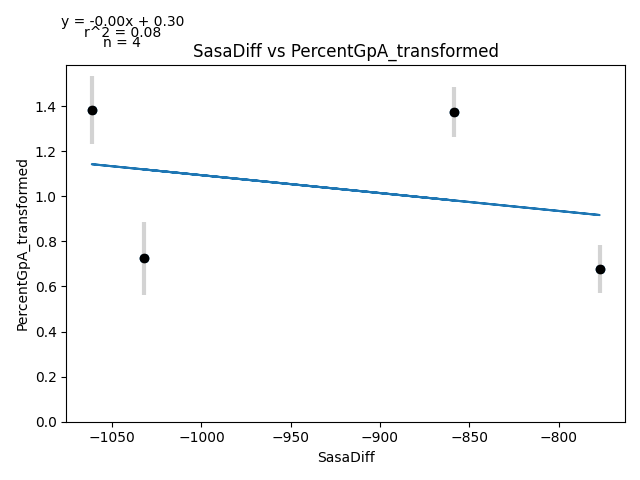 y = -0.00x + 0.30
r^2 = 0.08
n = 4
SasaDiff vs PercentGpA_transformed
PercentGpA_transformed
1.4
1.2
1.0
0.8
0.6
0.4
0.2
0.0
−1050 −1000 −950 −900 −850 −800
SasaDiff